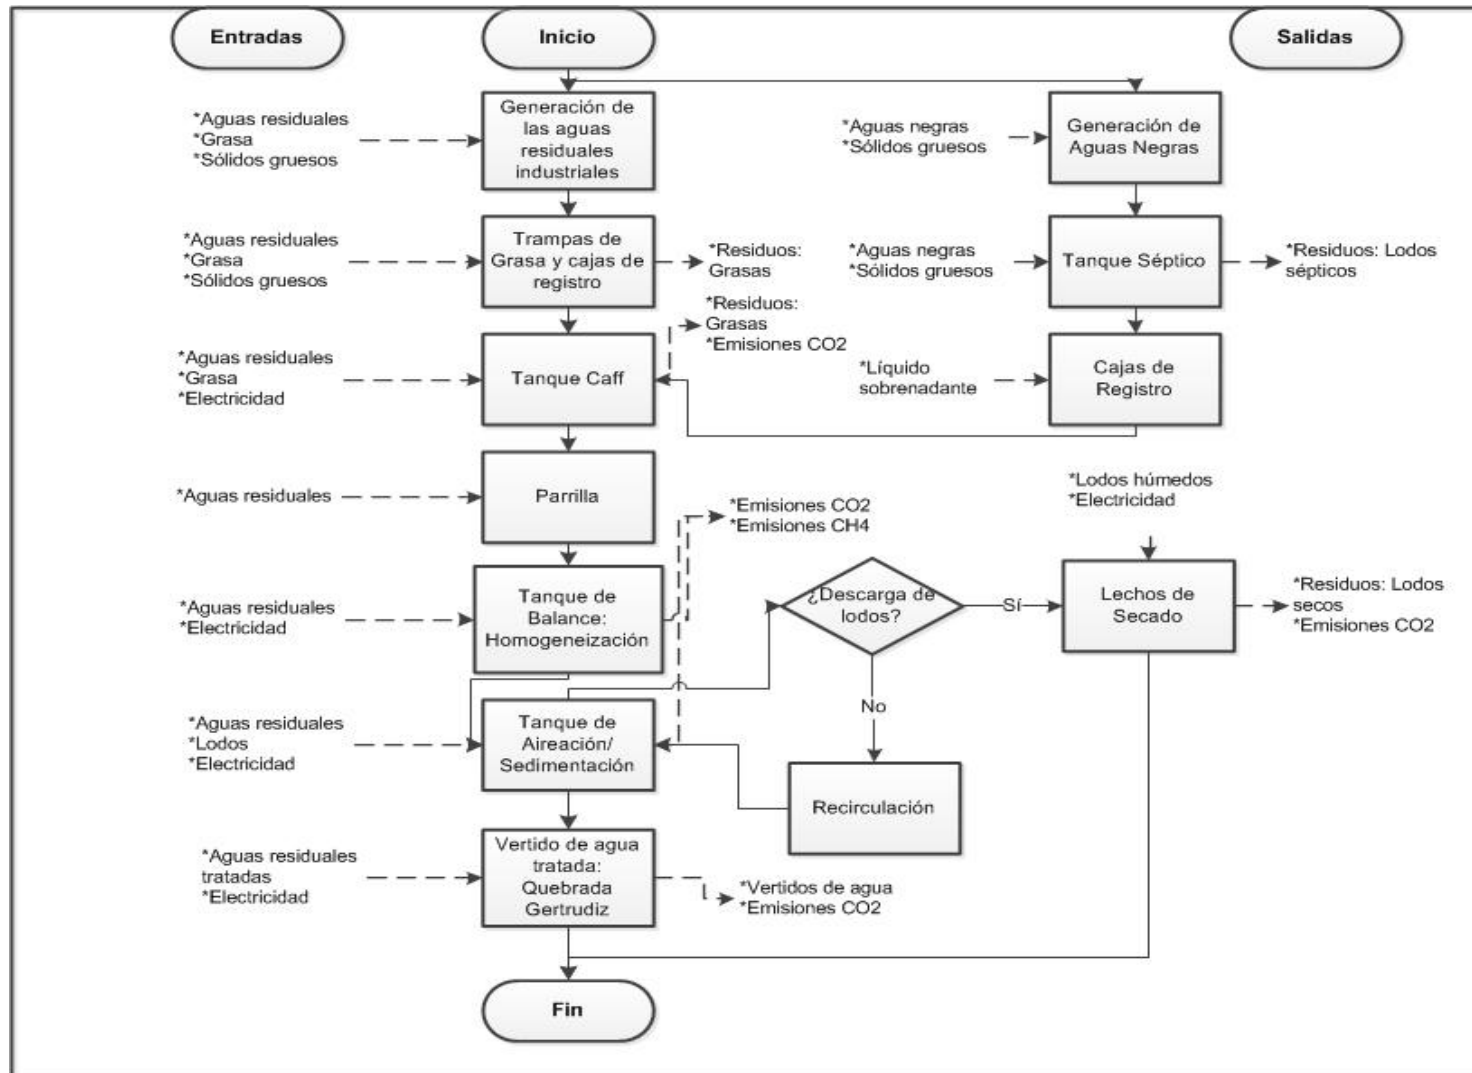 Entradas
Inicio
Salidas
*Aguas residuales
*Grasa
*Sólidos gruesos
Generación de
las aguas
residuales
industriales
*Aguas negras
*Sólidos gruesos
Generación de
Aguas Negras
*Aguas residuales
*Grasa
*Sólidos gruesos
Trampas de
Grasa y cajas de
registro
*Residuos:
Grasas
*Aguas negras
*Sólidos gruesos
Tanque Séptico
*Residuos: Lodos
sépticos
*Residuos:
Grasas
*Emisiones CO2
*Aguas residuales
*Grasa
*Electricidad
Tanque Caff
*Líquido
sobrenadante
Cajas de
Registro
*Aguas residuales
Parrilla
*Emisiones CO2
*Emisiones CH4
*Lodos húmedos
*Electricidad
*Aguas residuales
*Electricidad
Tanque de
Balance:
Homogeneización
¿Descarga de
lodos?
Sí
Lechos de
Secado
*Residuos: Lodos
secos
*Emisiones CO2
No
*Aguas residuales
*Lodos
*Electricidad
Tanque de
Aireación/
Sedimentación
Recirculación
*Aguas residuales
tratadas
*Electricidad
Vertido de agua
tratada:
Quebrada
Gertrudiz
*Vertidos de agua
*Emisiones CO2
Fin